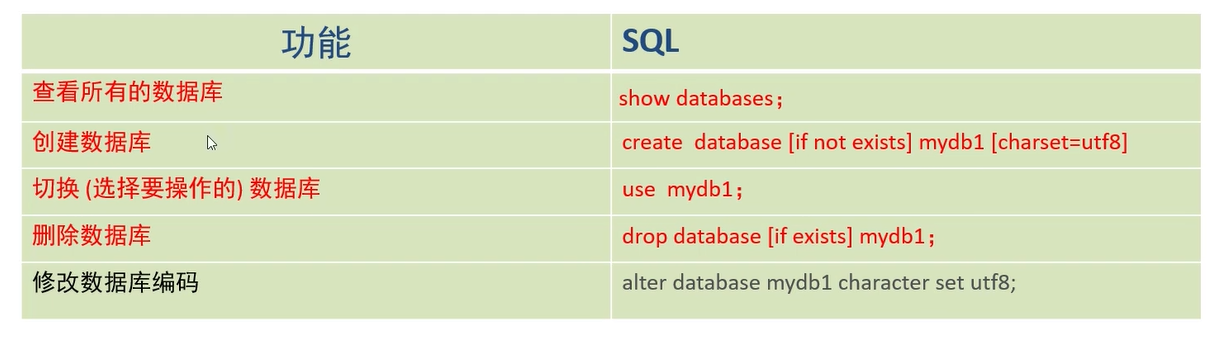 功能 SQL
查看所有的数据库 show databases；
创建数据库 create  database [if not exists] mydb1 [charset=utf8]
切换 (选择要操作的) 数据库 use  mydb1；
删除数据库 drop database [if exists] mydb1；
修改数据库编码 alter database mydb1 character set utf8;